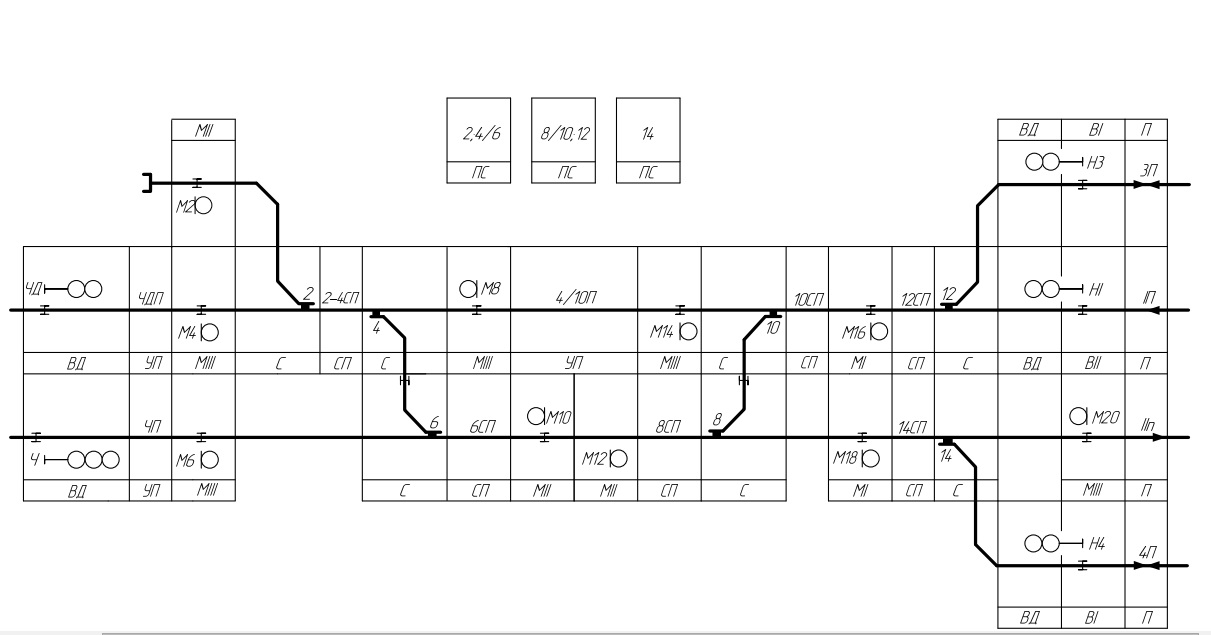 МII
2;4/6
8/10;12
14
ПС
ПС
ПС
ВД
ВI
П
Н3
3П
М2
ЧД
ЧДП
2
2-4СП
М8
4/10П
10СП
12СП
12
Н1
IП
М4
4
М14
10
М16
ВД
УП
МIII
С
СП
С
МIII
УП
МIII
С
СП
МI
СП
С
ВД
ВII
П
ЧП
6
6СП
М10
8СП
8
14СП
М20
IIп
Ч
М6
М12
М18
14
ВД
УП
МIII
С
СП
МII
МII
СП
С
МI
СП
С
МIII
П
Н4
4П
ВД
ВI
П